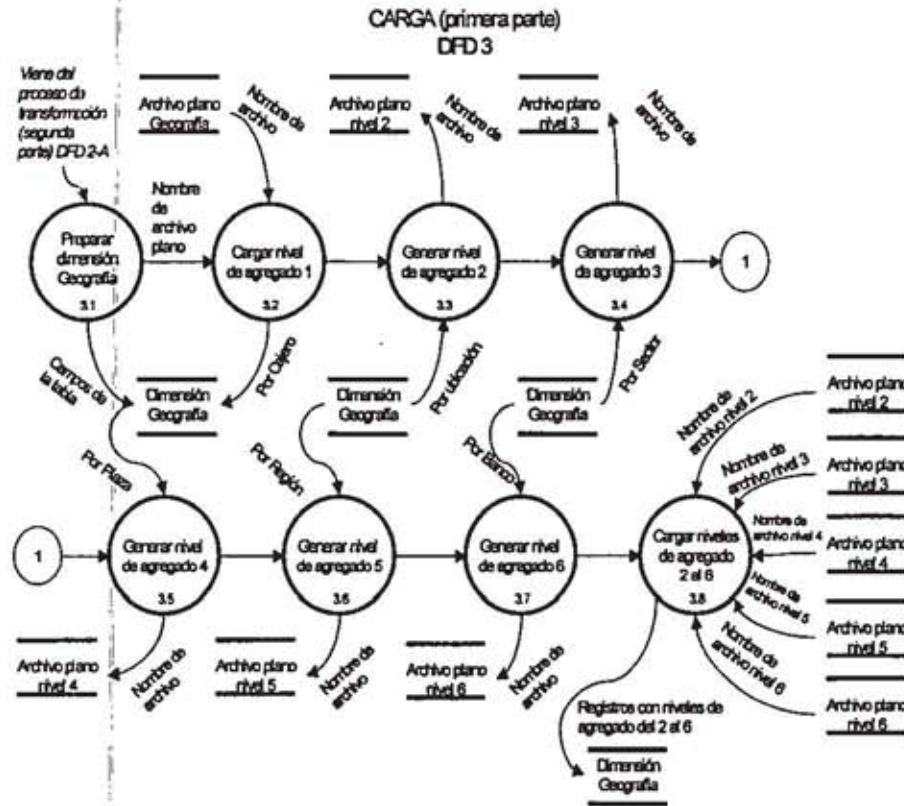 CARGA (primera parte)
DFD 3
Viene del
proceso de
transformación
(segunda
parte) DFD 2-A
Archivo plano
Geografía
Nombre de
archivo
Archivo plano
nivel 2
Nombre de
archivo
Archivo plano
nivel 3
Nombre de
archivo
Preparar
dimensión
Geografía
3.1
Nombre
de
archivo
plano
Cargar nivel
de agregado 1
3.2
Generar nivel
de agregado 2
3.3
Generar nivel
de agregado 3
3.4
1
Campos de
la tabla
Dimensión
Geografía
Por Cajero
Dimensión
Geografía
Por ubicación
Dimensión
Geografía
Por Sector
Por Plaza
Por Región
Por Banco
1
Generar nivel
de agregado 4
3.5
Generar nivel
de agregado 5
3.6
Generar nivel
de agregado 6
3.7
Cargar niveles
de agregado
2 al 6
3.8
Nombre de
archivo nivel 2
Archivo plano
nivel 2
Nombre de
archivo nivel 3
Archivo plano
nivel 3
Nombre de
archivo nivel 4
Archivo plano
nivel 4
Nombre de
archivo nivel 5
Archivo plano
nivel 5
Nombre de
archivo nivel 6
Archivo plano
nivel 6
Archivo plano
nivel 4
Nombre de
archivo
Archivo plano
nivel 5
Nombre de
archivo
Archivo plano
nivel 6
Nombre de
archivo
Registros con niveles de
agregado del 2 al 6
Dimensión
Geografía